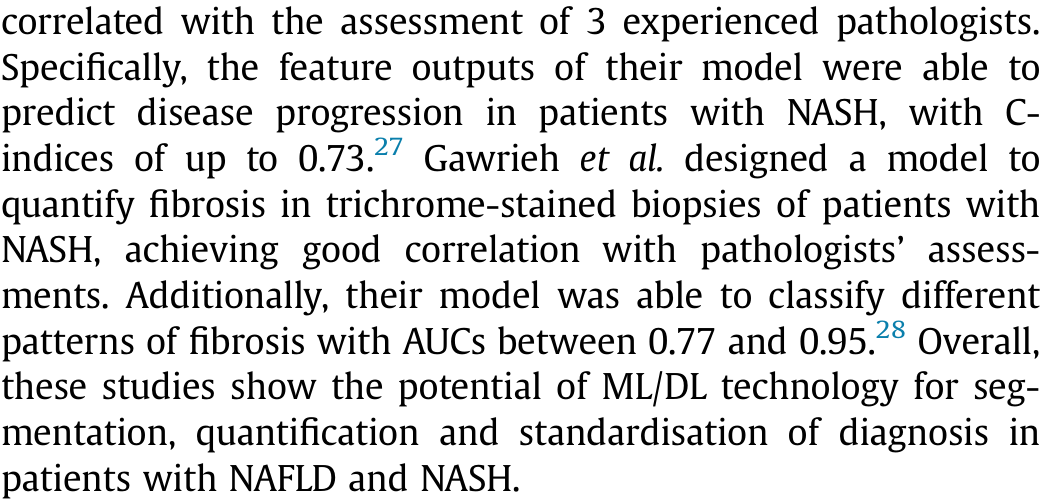 correlated with the assessment of 3 experienced pathologists.
Specifically, the feature outputs of their model were able to
predict disease progression in patients with NASH, with C-
indices of up to 0.73.27 Gawrieh et al. designed a model to
quantify fibrosis in trichrome-stained biopsies of patients with
NASH, achieving good correlation with pathologists’ assess-
ments. Additionally, their model was able to classify different
patterns of fibrosis with AUCs between 0.77 and 0.95.28 Overall,
these studies show the potential of ML/DL technology for seg-
mentation, quantification and standardisation of diagnosis in
patients with NAFLD and NASH.